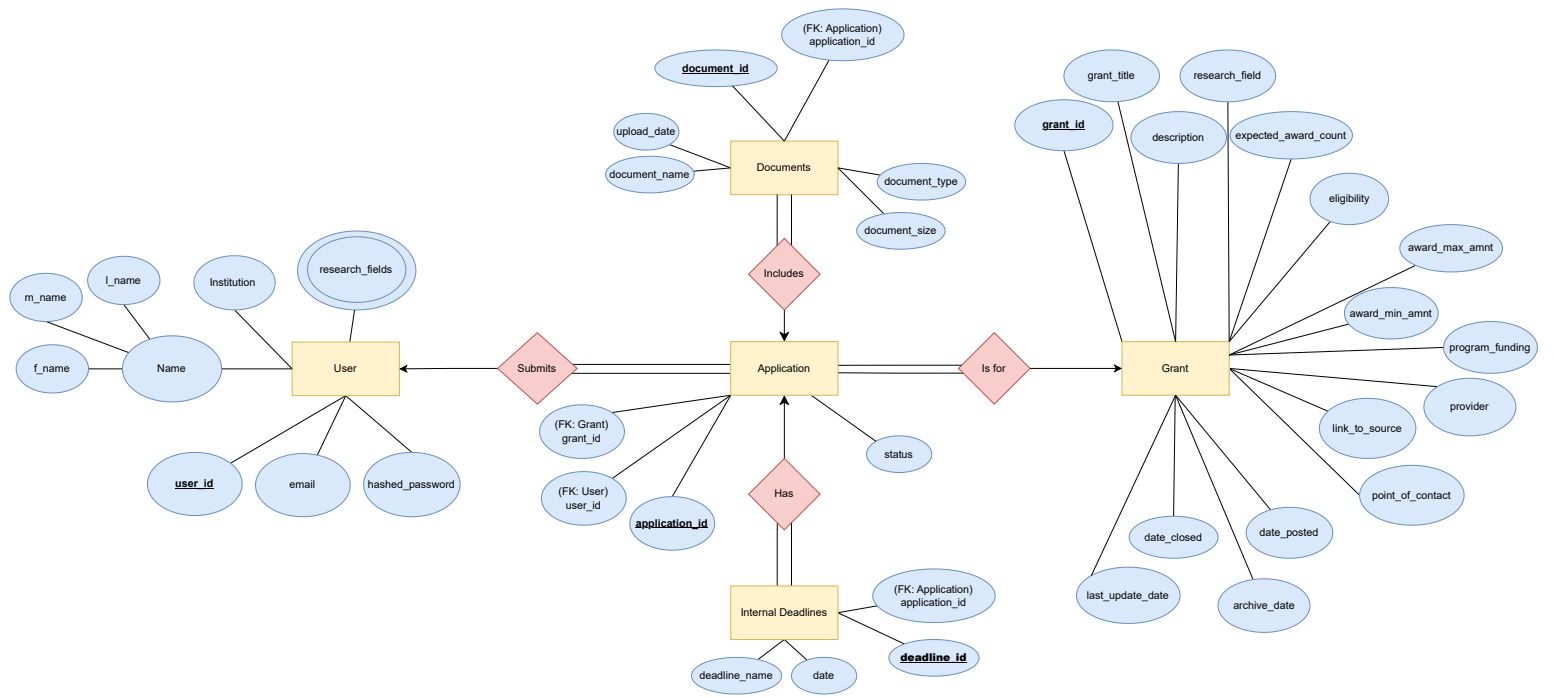 (FK: Application)
application_id
document_id
upload_date
document_name
Documents
document_type
document_size
Includes
grant_title
research_field
grant_id
description
expected_award_count
eligibility
award_max_amnt
award_min_amnt
program_funding
provider
link_to_source
point_of_contact
Grant
date_posted
date_closed
archive_date
last_update_date
research_fields
Institution
l_name
m_name
f_name
Name
User
user_id
email
hashed_password
Submits
Application
Is for
(FK: Grant)
grant_id
(FK: User)
user_id
application_id
status
Has
Internal Deadlines
(FK: Application)
application_id
deadline_id
deadline_name
date